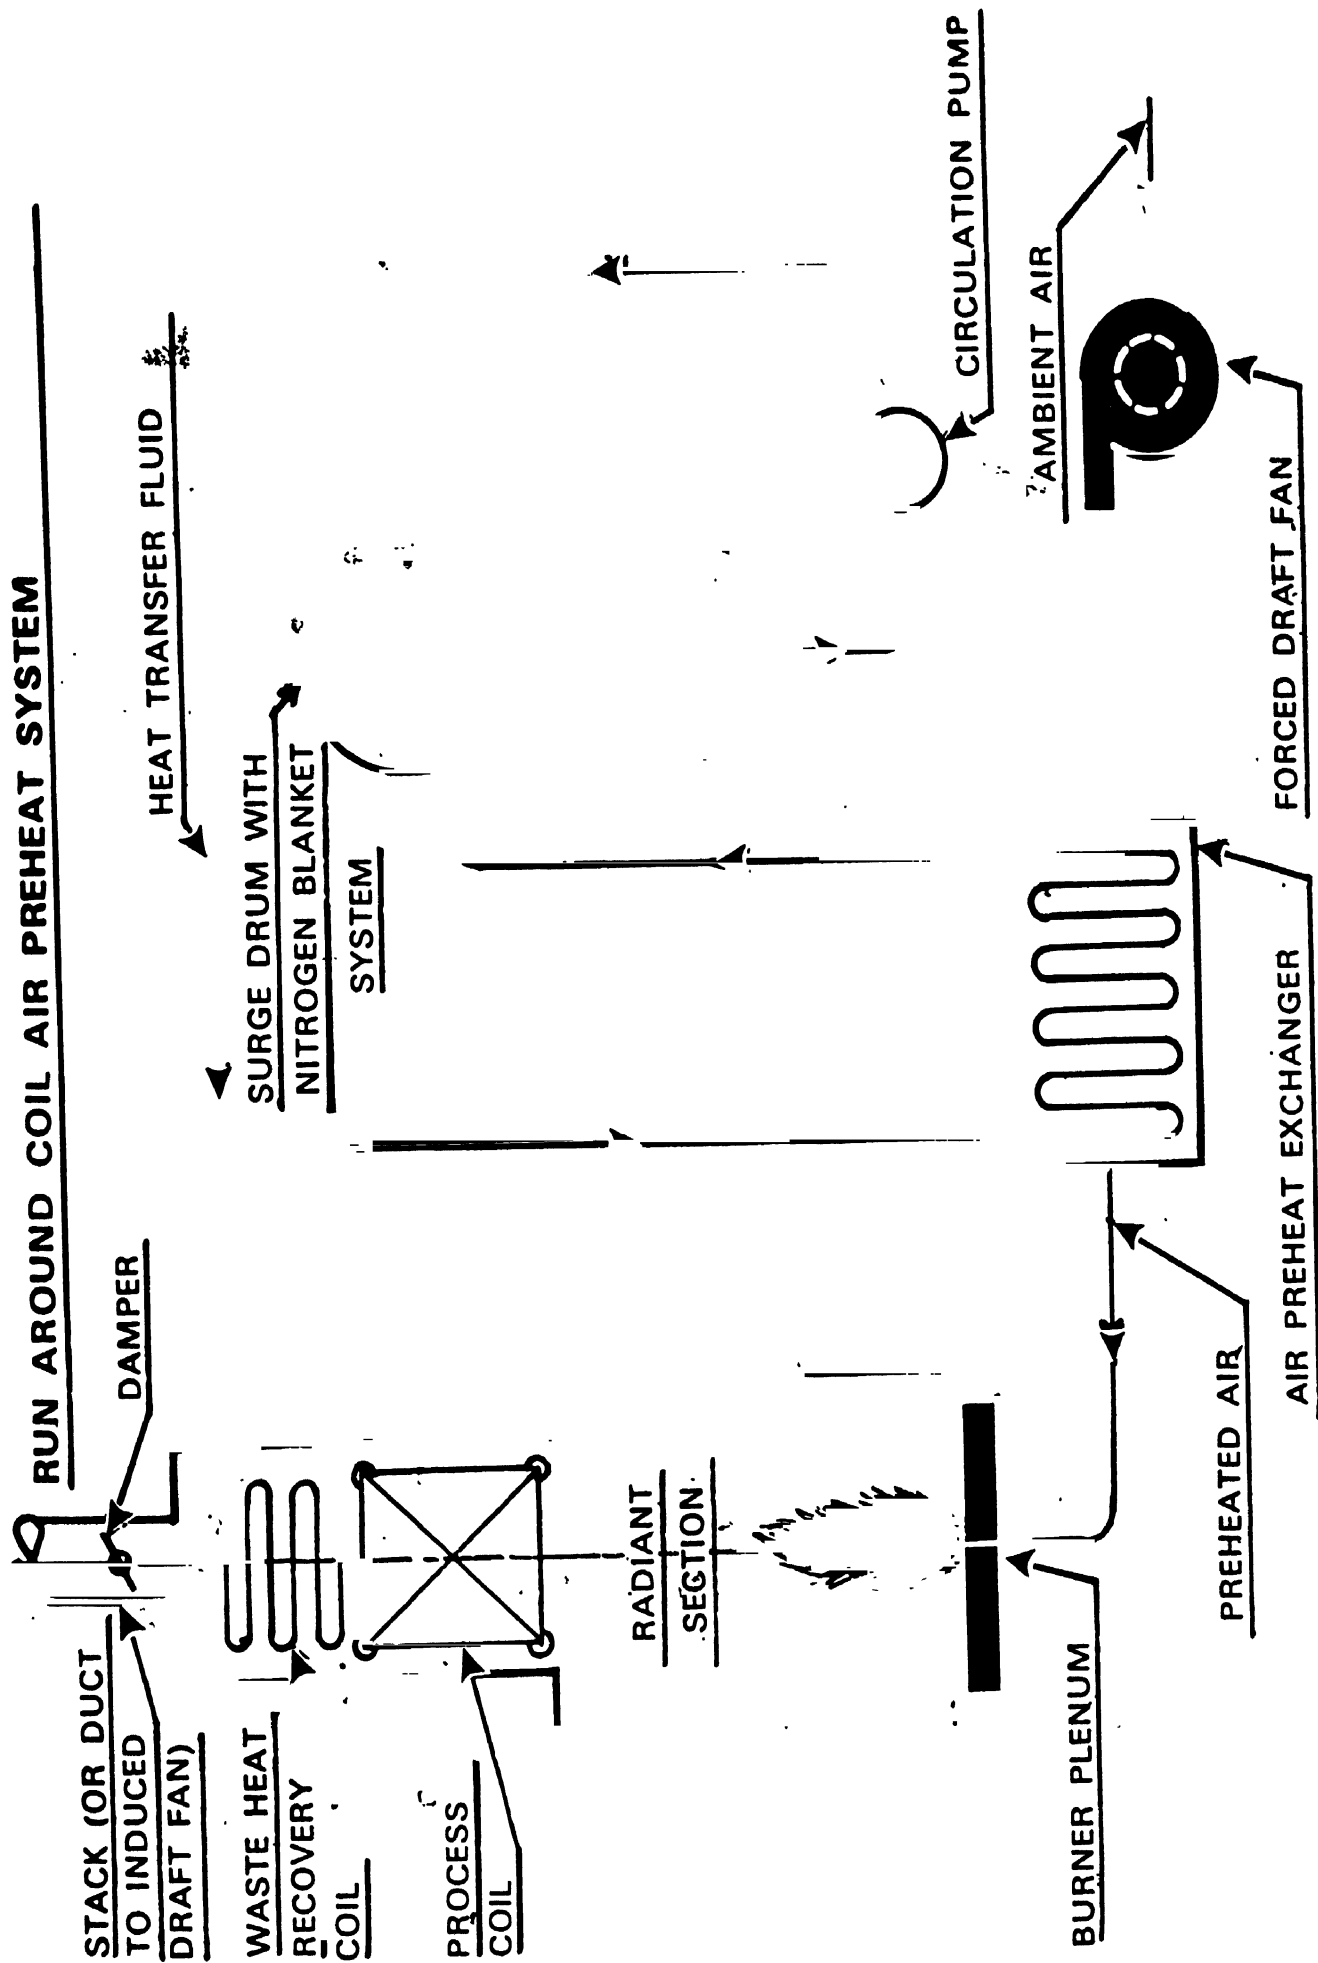 RUN AROUND COIL AIR PREHEAT SYSTEM
STACK (OR DUCT
TO INDUCED
DRAFT FAN)
DAMPER
HEAT TRANSFER FLUID
WASTE HEAT
RECOVERY
COIL
SURGE DRUM WITH
NITROGEN BLANKET
SYSTEM
PROCESS
COIL
RADIANT
SECTION
CIRCULATION PUMP
AMBIENT AIR
BURNER PLENUM
PREHEATED AIR
AIR PREHEAT EXCHANGER
FORCED DRAFT FAN